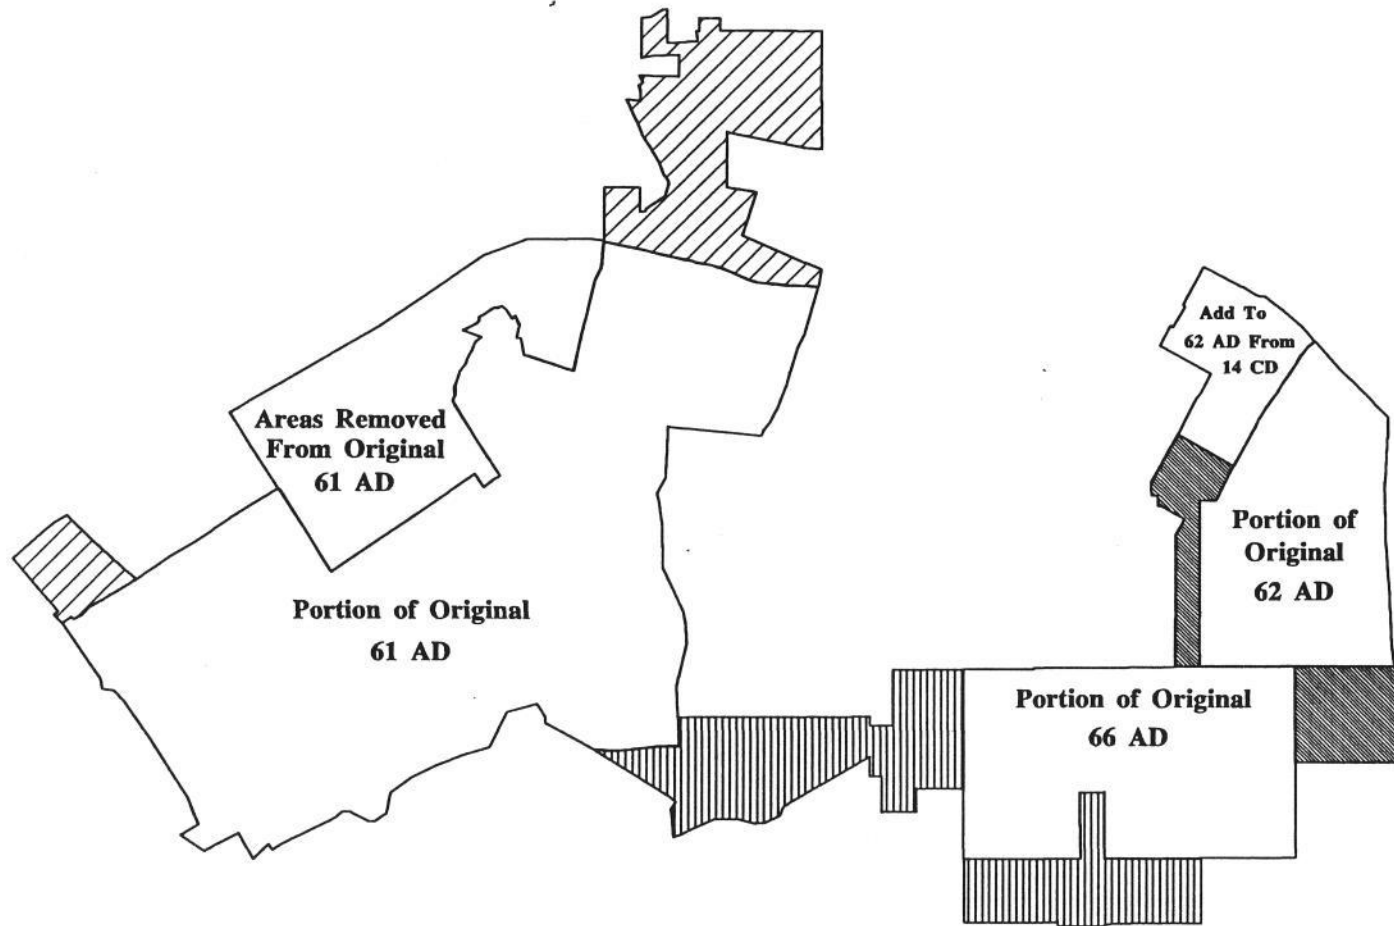 Add To
62 AD From
14 CD
Areas Removed
From Original
61 AD
Portion of
Original
62 AD
Portion of Original
61 AD
Portion of Original
66 AD